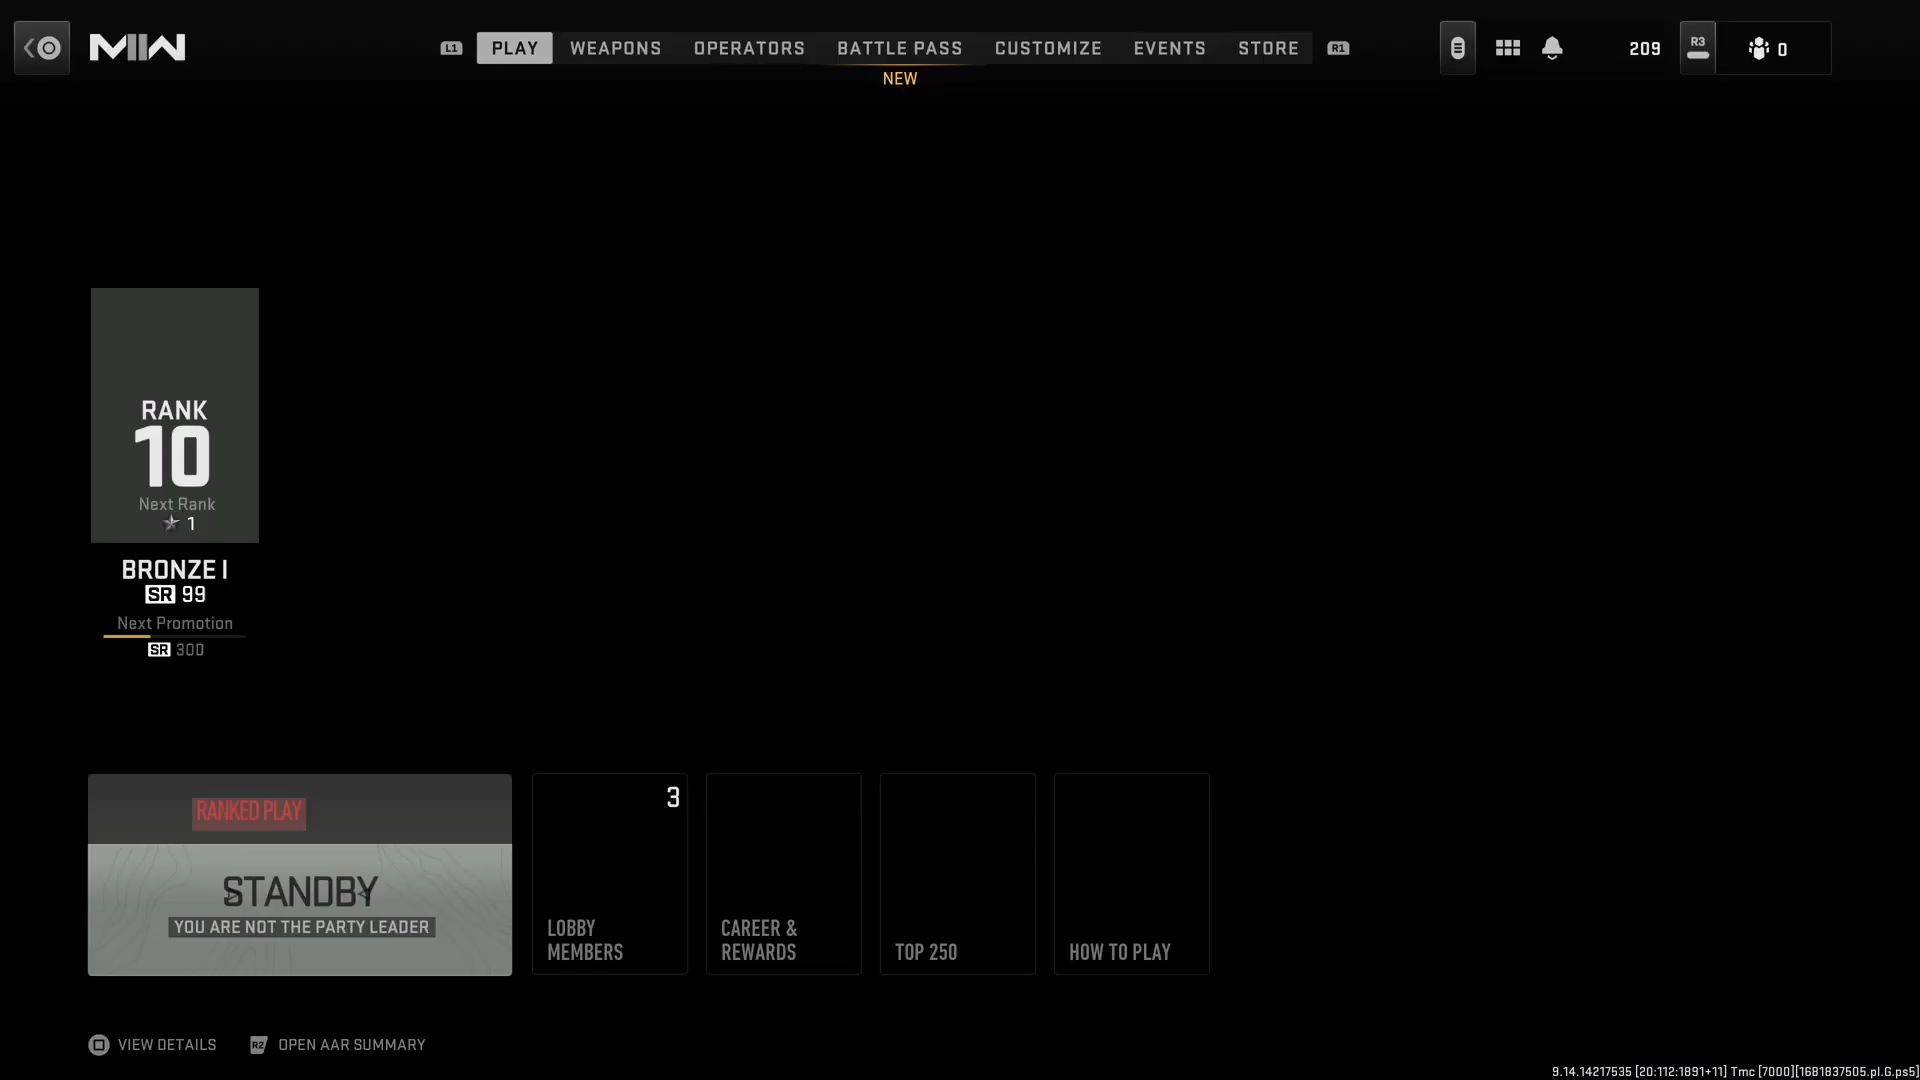 MIIW
L1 PLAY WEAPONS OPERATORS BATTLE PASS CUSTOMIZE EVENTS STORE R1
NEW
209
R3
0
RANK
10
Next Rank
1
BRONZE I
SR 99
Next Promotion
SR 300
RANKED PLAY
STANDBY
YOU ARE NOT THE PARTY LEADER
3
LOBBY
MEMBERS
CAREER &
REWARDS
TOP 250
HOW TO PLAY
VIEW DETAILS
R2 OPEN AAR SUMMARY
9.14.14217535 [20:112:1891+11] Tmc [7000][1681837505.pl.G.ps5]